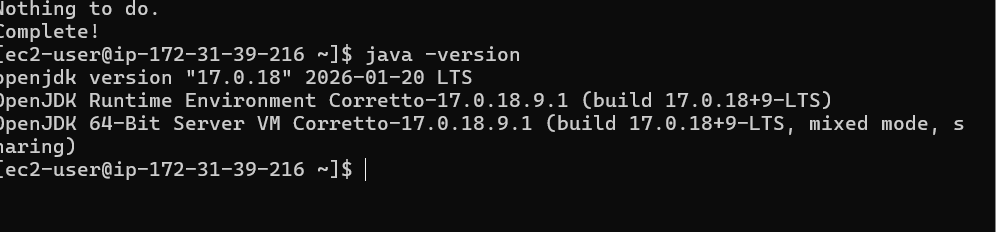 Nothing to do.
Complete!
[ec2-user@ip-172-31-39-216 ~]$ java -version
openjdk version "17.0.18" 2026-01-20 LTS
OpenJDK Runtime Environment Corretto-17.0.18.9.1 (build 17.0.18+9-LTS)
OpenJDK 64-Bit Server VM Corretto-17.0.18.9.1 (build 17.0.18+9-LTS, mixed mode, s
haring)
[ec2-user@ip-172-31-39-216 ~]$